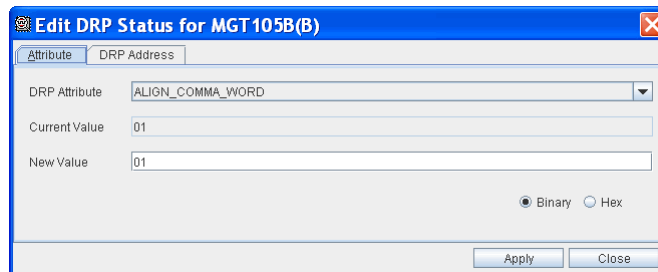 Edit DRP Status for MGT105B(B)
Attribute DRP Address
DRP Attribute ALIGN_COMMA_WORD
Current Value 01
New Value 01
Binary Hex
Apply Close